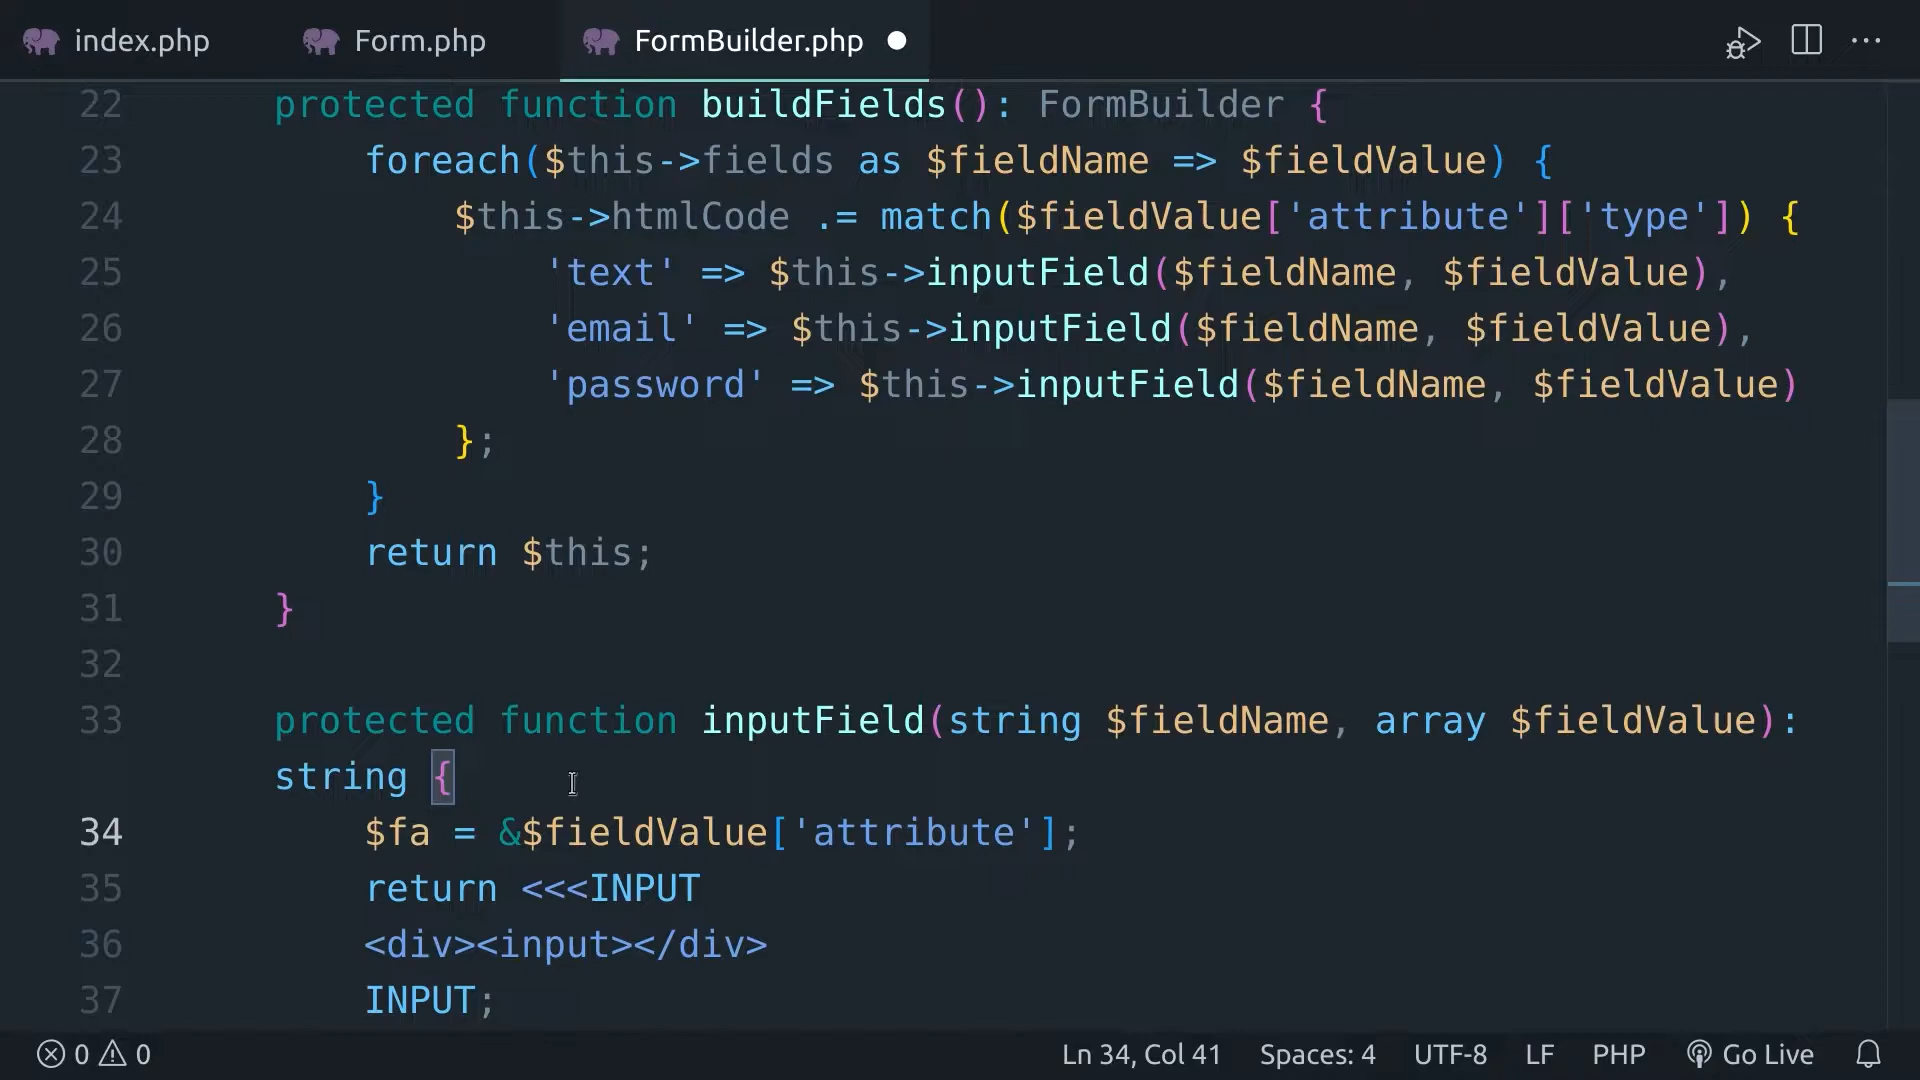 index.php Form.php FormBuilder.php
22 protected function buildFields(): FormBuilder {
23 foreach($this->fields as $fieldName => $fieldValue) {
24 $this->htmlCode .= match($fieldValue['attribute']['type']) {
25 'text' => $this->inputField($fieldName, $fieldValue),
26 'email' => $this->inputField($fieldName, $fieldValue),
27 'password' => $this->inputField($fieldName, $fieldValue)
28 };
29 }
30 return $this;
31 }
32
33 protected function inputField(string $fieldName, array $fieldValue):
string {
34 $fa = &$fieldValue['attribute'];
35 return <<<INPUT
36 <div><input></div>
37 INPUT;
0 0 Ln 34, Col 41 Spaces: 4 UTF-8 LF PHP Go Live